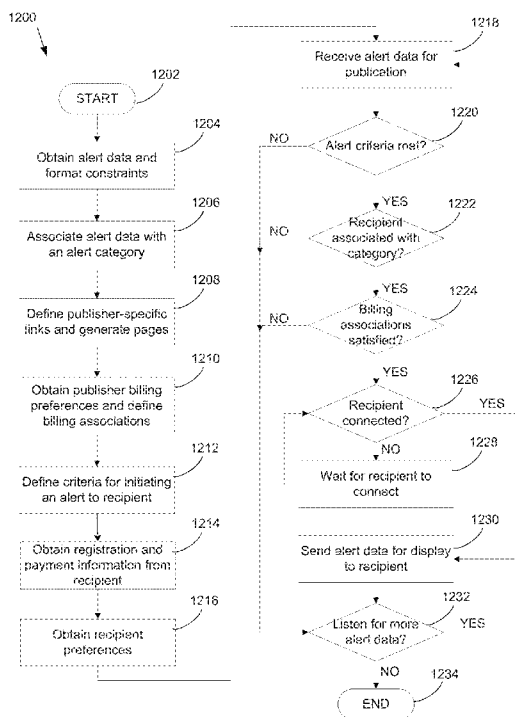 1200
1202
START
1204
Obtain alert data and
format constraints
1206
Associate alert data with
an alert category
1208
Define publisher-specific
links and generate pages
1210
Obtain publisher billing
preferences and define
billing associations
1212
Define criteria for initiating
an alert to recipient
1214
Obtain registration and
payment information from
recipient
1216
Obtain recipient
preferences
1218
Receive alert data for
publication
1220
NO
Alert criteria met?
YES
1222
NO
Recipient
associated with
category?
YES
1224
NO
Billing
associations
satisfied?
YES
1226
Recipient
connected?
YES
NO
1228
Wait for recipient to
connect
1230
Send alert data for display
to recipient
1232
Listen for more
alert data?
YES
NO
1234
END